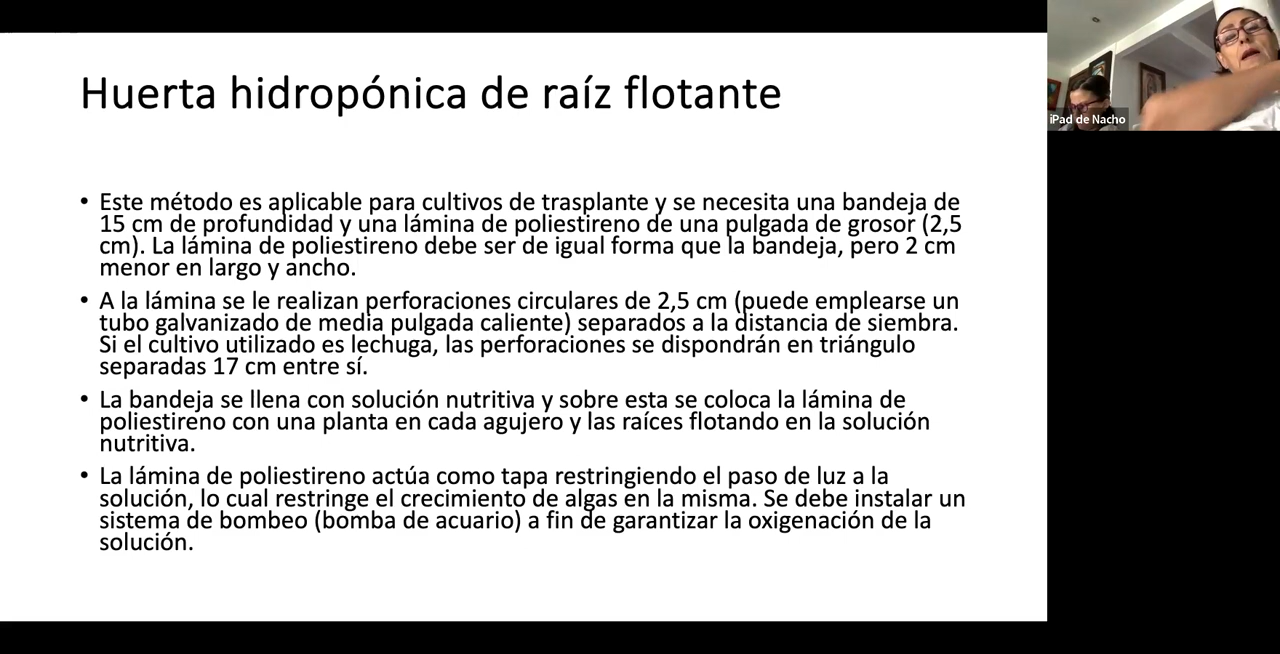 Huerta hidropónica de raíz flotante
• Este método es aplicable para cultivos de trasplante y se necesita una bandeja de
15 cm de profundidad y una lámina de poliestireno de una pulgada de grosor (2,5
cm). La lámina de poliestireno debe ser de igual forma que la bandeja, pero 2 cm
menor en largo y ancho.
• A la lámina se le realizan perforaciones circulares de 2,5 cm (puede emplearse un
tubo galvanizado de media pulgada caliente) separados a la distancia de siembra.
Si el cultivo utilizado es lechuga, las perforaciones se dispondrán en triángulo
separadas 17 cm entre sí.
• La bandeja se llena con solución nutritiva y sobre esta se coloca la lámina de
poliestireno con una planta en cada agujero y las raíces flotando en la solución
nutritiva.
• La lámina de poliestireno actúa como tapa restringiendo el paso de luz a la
solución, lo cual restringe el crecimiento de algas en la misma. Se debe instalar un
sistema de bombeo (bomba de acuario) a fin de garantizar la oxigenación de la
solución.
iPad de Nacho